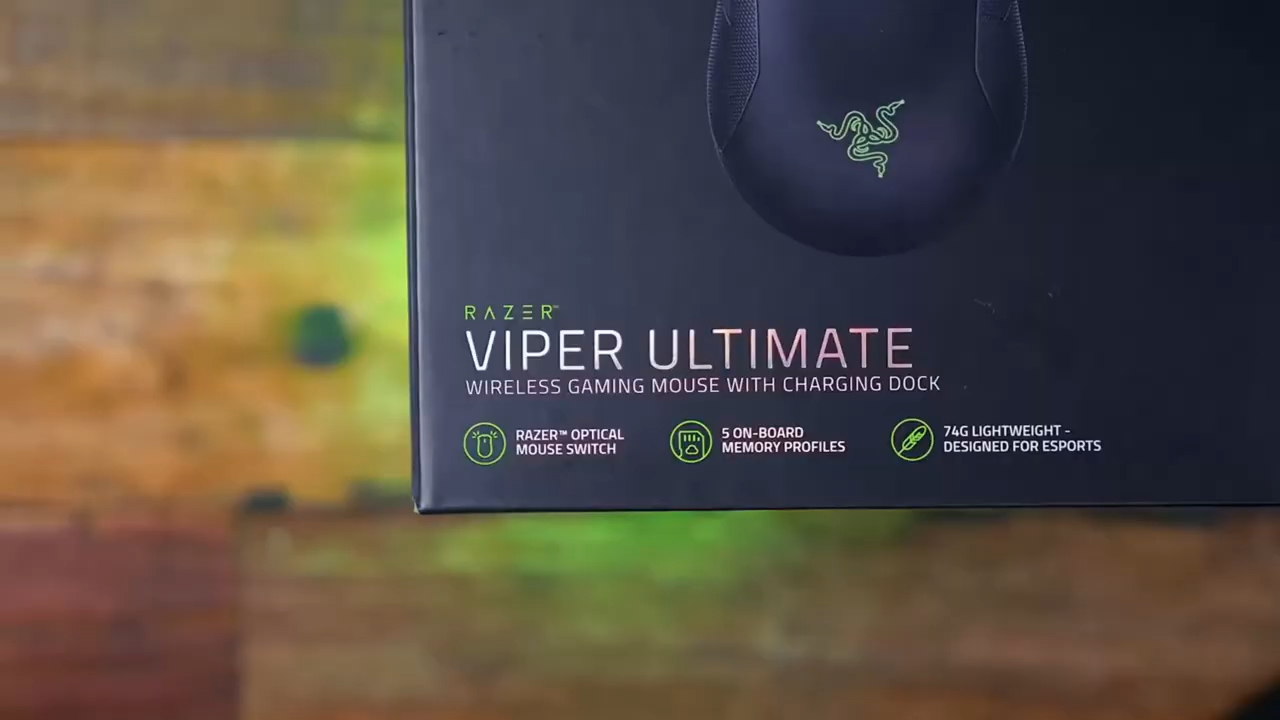 RAZER™
VIPER ULTIMATE
WIRELESS GAMING MOUSE WITH CHARGING DOCK
RAZER™ OPTICAL
MOUSE SWITCH
5 ON-BOARD
MEMORY PROFILES
74G LIGHTWEIGHT -
DESIGNED FOR ESPORTS